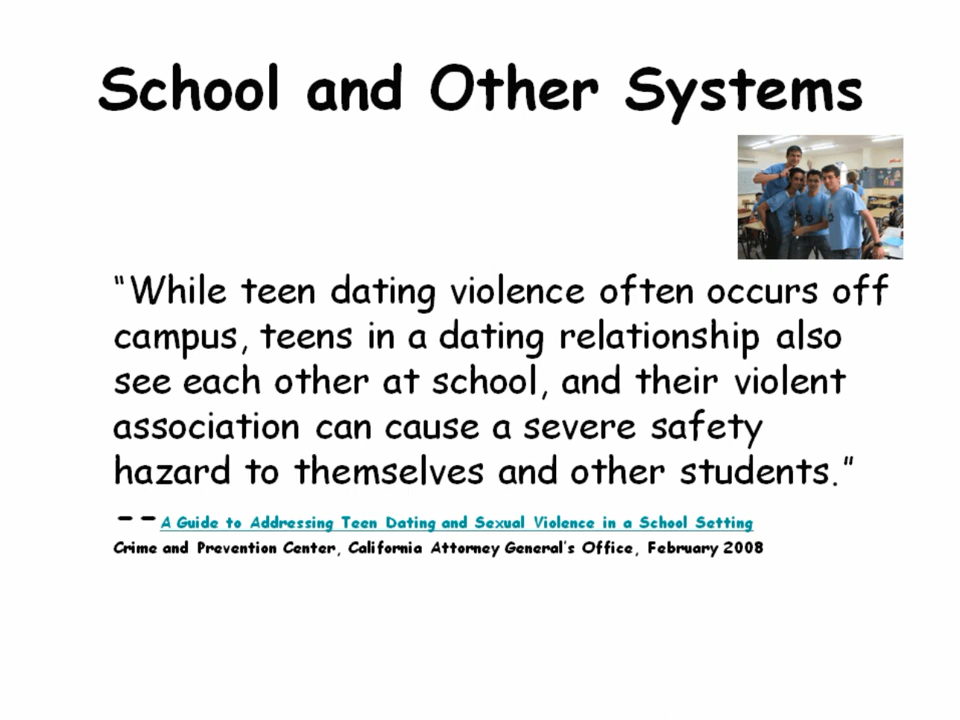 School and Other Systems
“While teen dating violence often occurs off
campus, teens in a dating relationship also
see each other at school, and their violent
association can cause a severe safety
hazard to themselves and other students.”
--A Guide to Addressing Teen Dating and Sexual Violence in a School Setting
Crime and Prevention Center, California Attorney General’s Office, February 2008